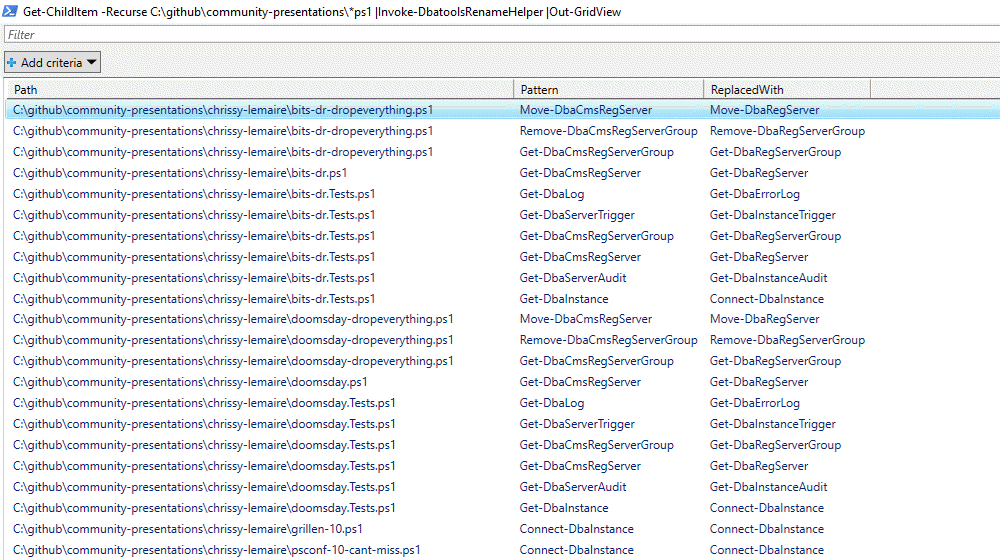 Get-ChildItem -Recurse C:\github\community-presentations\*ps1 |Invoke-DbatoolsRenameHelper |Out-GridView
Filter
Add criteria
Path Pattern ReplacedWith
C:\github\community-presentations\chrissy-lemaire\bits-dr-dropeverything.ps1 Move-DbaCmsRegServer Move-DbaRegServer
C:\github\community-presentations\chrissy-lemaire\bits-dr-dropeverything.ps1 Remove-DbaCmsRegServerGroup Remove-DbaRegServerGroup
C:\github\community-presentations\chrissy-lemaire\bits-dr-dropeverything.ps1 Get-DbaCmsRegServerGroup Get-DbaRegServerGroup
C:\github\community-presentations\chrissy-lemaire\bits-dr.ps1 Get-DbaCmsRegServer Get-DbaRegServer
C:\github\community-presentations\chrissy-lemaire\bits-dr.Tests.ps1 Get-DbaLog Get-DbaErrorLog
C:\github\community-presentations\chrissy-lemaire\bits-dr.Tests.ps1 Get-DbaServerTrigger Get-DbaInstanceTrigger
C:\github\community-presentations\chrissy-lemaire\bits-dr.Tests.ps1 Get-DbaCmsRegServerGroup Get-DbaRegServerGroup
C:\github\community-presentations\chrissy-lemaire\bits-dr.Tests.ps1 Get-DbaCmsRegServer Get-DbaRegServer
C:\github\community-presentations\chrissy-lemaire\bits-dr.Tests.ps1 Get-DbaServerAudit Get-DbaInstanceAudit
C:\github\community-presentations\chrissy-lemaire\bits-dr.Tests.ps1 Get-DbaInstance Connect-DbaInstance
C:\github\community-presentations\chrissy-lemaire\doomsday-dropeverything.ps1 Move-DbaCmsRegServer Move-DbaRegServer
C:\github\community-presentations\chrissy-lemaire\doomsday-dropeverything.ps1 Remove-DbaCmsRegServerGroup Remove-DbaRegServerGroup
C:\github\community-presentations\chrissy-lemaire\doomsday-dropeverything.ps1 Get-DbaCmsRegServerGroup Get-DbaRegServerGroup
C:\github\community-presentations\chrissy-lemaire\doomsday.ps1 Get-DbaCmsRegServer Get-DbaRegServer
C:\github\community-presentations\chrissy-lemaire\doomsday.Tests.ps1 Get-DbaLog Get-DbaErrorLog
C:\github\community-presentations\chrissy-lemaire\doomsday.Tests.ps1 Get-DbaServerTrigger Get-DbaInstanceTrigger
C:\github\community-presentations\chrissy-lemaire\doomsday.Tests.ps1 Get-DbaCmsRegServerGroup Get-DbaRegServerGroup
C:\github\community-presentations\chrissy-lemaire\doomsday.Tests.ps1 Get-DbaCmsRegServer Get-DbaRegServer
C:\github\community-presentations\chrissy-lemaire\doomsday.Tests.ps1 Get-DbaServerAudit Get-DbaInstanceAudit
C:\github\community-presentations\chrissy-lemaire\doomsday.Tests.ps1 Get-DbaInstance Connect-DbaInstance
C:\github\community-presentations\chrissy-lemaire\grillen-10.ps1 Connect-DbaInstance Connect-DbaInstance
C:\github\community-presentations\chrissy-lemaire\psconf-10-cant-miss.ps1 Connect-DbaInstance Connect-DbaInstance